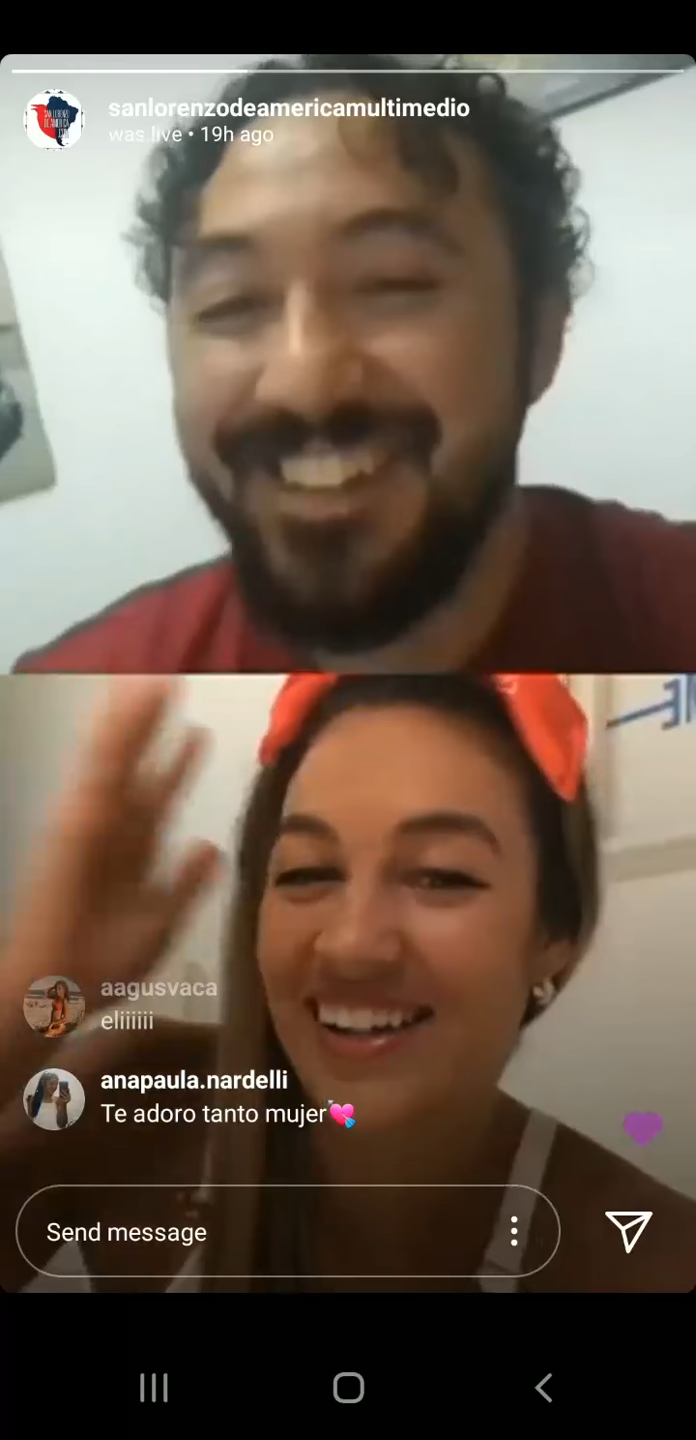 sanlorenzodeamericamultimedio
was live • 19h ago
aagusvaca
eliiiiii
anapaula.nardelli
Te adoro tanto mujer💘
Send message